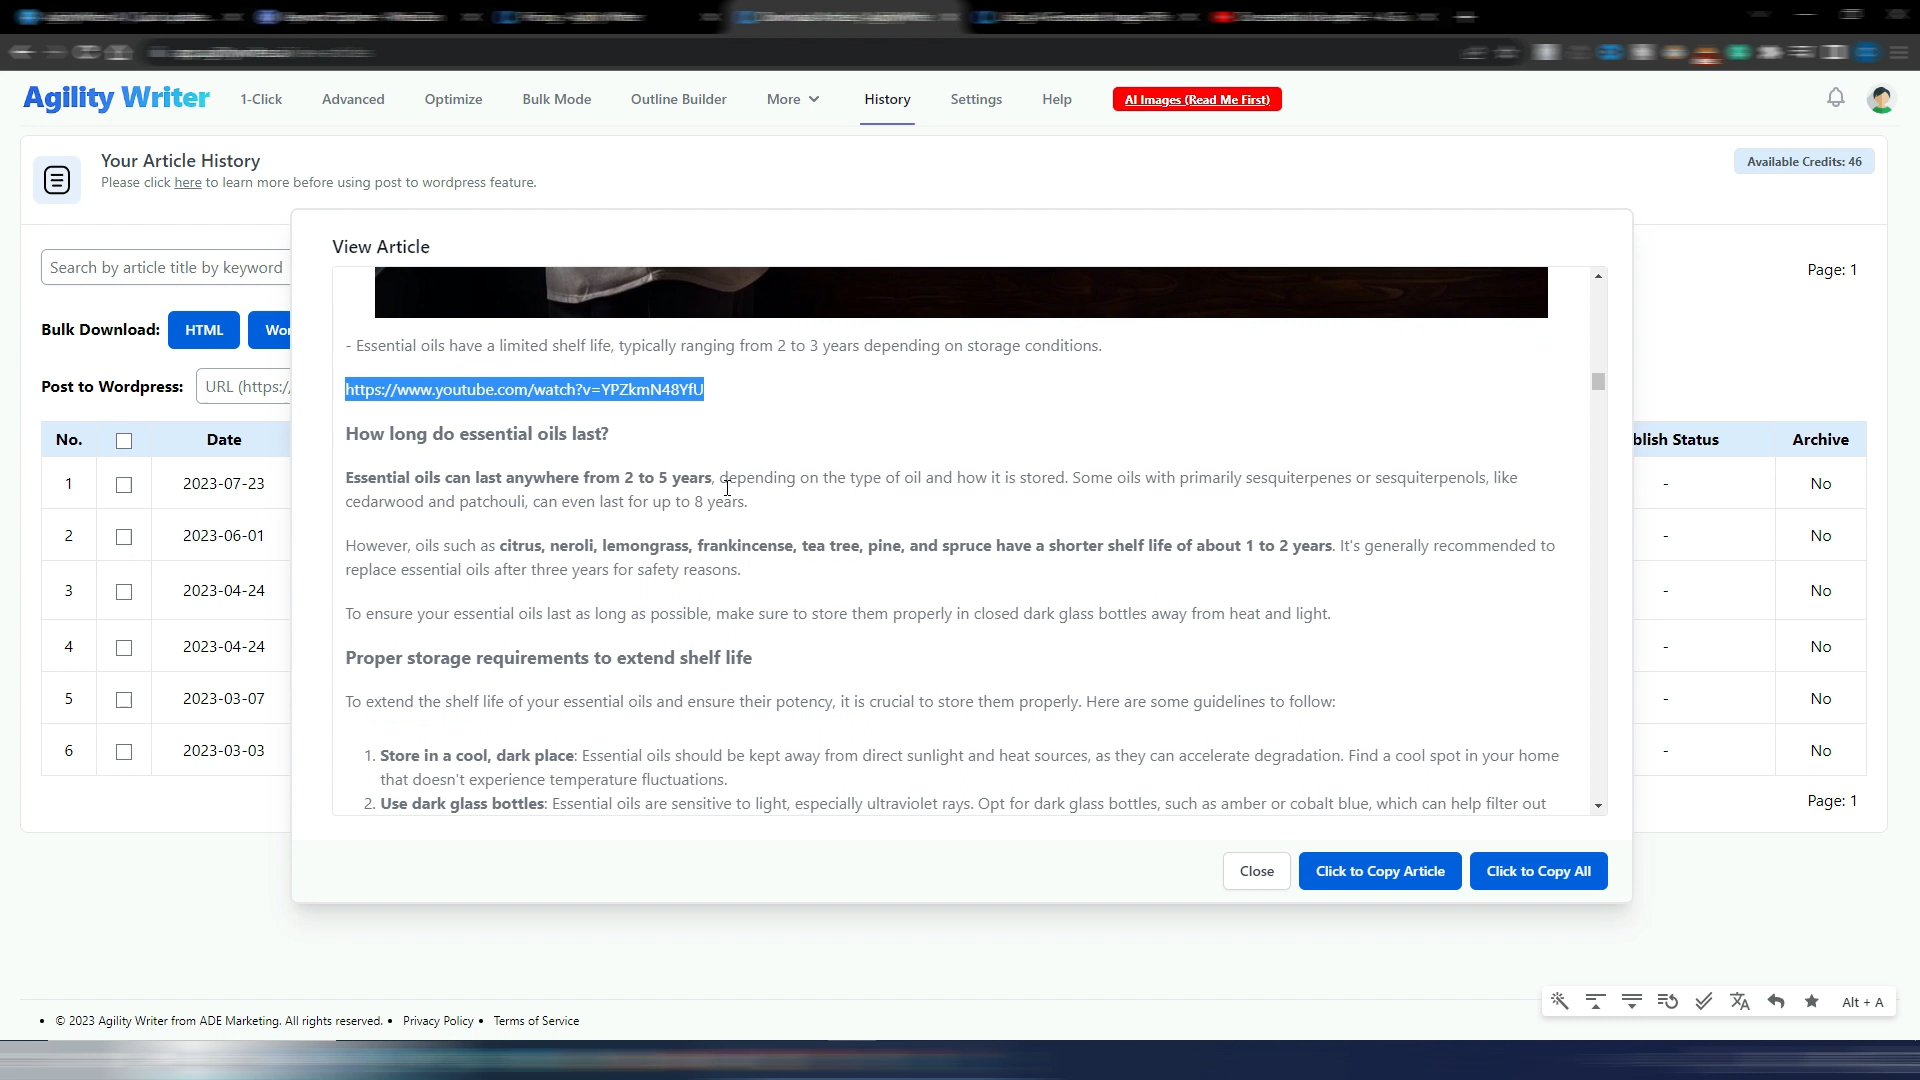 Agility Writer
1-Click
Advanced
Optimize
Bulk Mode
Outline Builder
More
History
Settings
Help
AI Images (Read Me First)
Your Article History
Please click here to learn more before using post to wordpress feature.
Available Credits: 46
Search by article title by keyword
Page: 1
Bulk Download:
HTML
Post to Wordpress:
URL (https:/
No.
Date
blish Status
Archive
1
2023-07-23
-
No
2
2023-06-01
-
No
3
2023-04-24
-
No
4
2023-04-24
-
No
5
2023-03-07
-
No
6
2023-03-03
-
No
Page: 1
View Article
- Essential oils have a limited shelf life, typically ranging from 2 to 3 years depending on storage conditions.
https://www.youtube.com/watch?v=YPZkmN48YfU
How long do essential oils last?
Essential oils can last anywhere from 2 to 5 years, depending on the type of oil and how it is stored. Some oils with primarily sesquiterpenes or sesquiterpenols, like
cedarwood and patchouli, can even last for up to 8 years.
However, oils such as citrus, neroli, lemongrass, frankincense, tea tree, pine, and spruce have a shorter shelf life of about 1 to 2 years. It's generally recommended to
replace essential oils after three years for safety reasons.
To ensure your essential oils last as long as possible, make sure to store them properly in closed dark glass bottles away from heat and light.
Proper storage requirements to extend shelf life
To extend the shelf life of your essential oils and ensure their potency, it is crucial to store them properly. Here are some guidelines to follow:
1. Store in a cool, dark place: Essential oils should be kept away from direct sunlight and heat sources, as they can accelerate degradation. Find a cool spot in your home
that doesn't experience temperature fluctuations.
2. Use dark glass bottles: Essential oils are sensitive to light, especially ultraviolet rays. Opt for dark glass bottles, such as amber or cobalt blue, which can help filter out
Close
Click to Copy Article
Click to Copy All
Alt + A
• © 2023 Agility Writer from ADE Marketing. All rights reserved. • Privacy Policy • Terms of Service